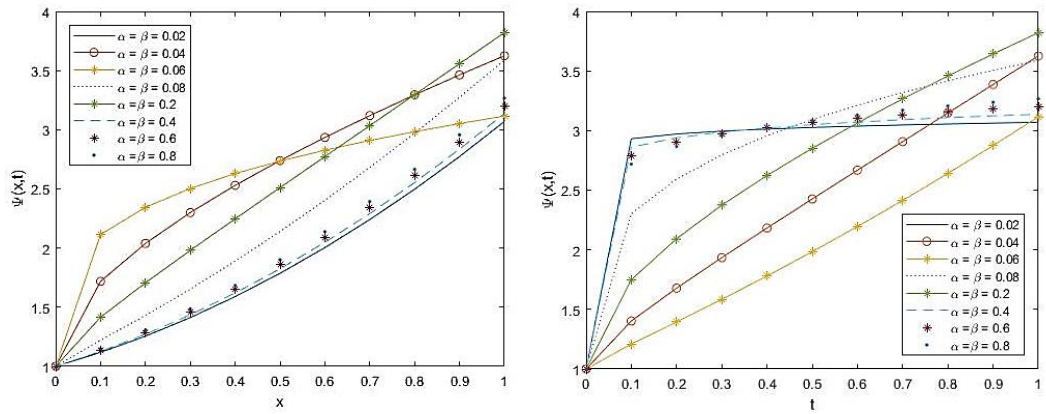 4
3.5
3
2.5
2
1.5
1
Ψ(x,t)
α = β = 0.02
α = β = 0.04
α = β = 0.06
α = β = 0.08
α = β = 0.2
α = β = 0.4
α = β = 0.6
α = β = 0.8
0 0.1 0.2 0.3 0.4 0.5 0.6 0.7 0.8 0.9 1
x
4
3.5
3
2.5
2
1.5
1
Ψ(x,t)
α = β = 0.02
α = β = 0.04
α = β = 0.06
α = β = 0.08
α = β = 0.2
α = β = 0.4
α = β = 0.6
α = β = 0.8
0 0.1 0.2 0.3 0.4 0.5 0.6 0.7 0.8 0.9 1
t